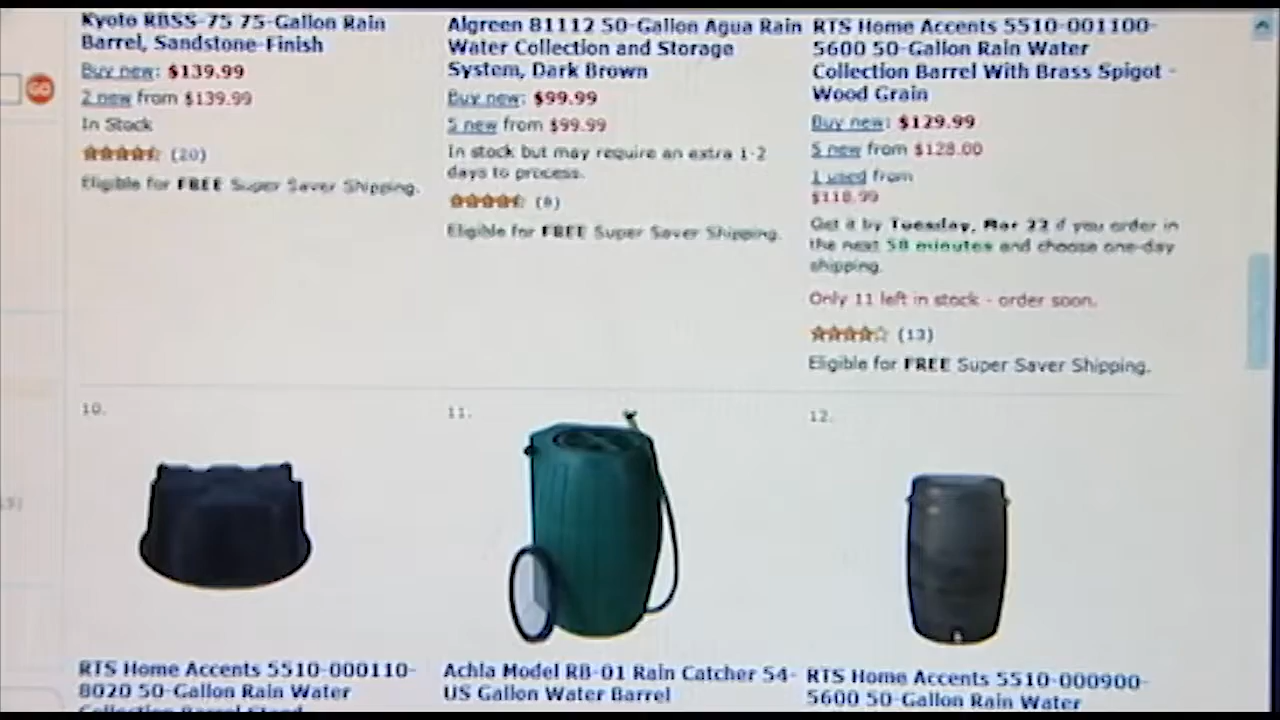 Kyoto RBSS-75 75-Gallon Rain
Barrel, Sandstone Finish
Buy new: $139.99
2 new from $139.99
In Stock
(20)
Eligible for FREE Super Saver Shipping.
Algreen 81112 50-Gallon Agua Rain
Water Collection and Storage
System, Dark Brown
Buy new: $99.99
5 new from $99.99
In stock but may require an extra 1-2
days to process.
(8)
Eligible for FREE Super Saver Shipping.
RTS Home Accents 5510-001100-
5600 50-Gallon Rain Water
Collection Barrel With Brass Spigot -
Wood Grain
Buy new: $129.99
5 new from $128.00
1 used from
$118.99
Get it by Tuesday, Mar 22 if you order in
the next 58 minutes and choose one-day
shipping.
Only 11 left in stock - order soon.
(13)
Eligible for FREE Super Saver Shipping.
GO
10.
11.
12.
RTS Home Accents 5510-000110-
8020 50-Gallon Rain Water
Collection Barrel Stand
Achla Model RB-01 Rain Catcher 54-
US Gallon Water Barrel
RTS Home Accents 5510-000900-
5600 50-Gallon Rain Water